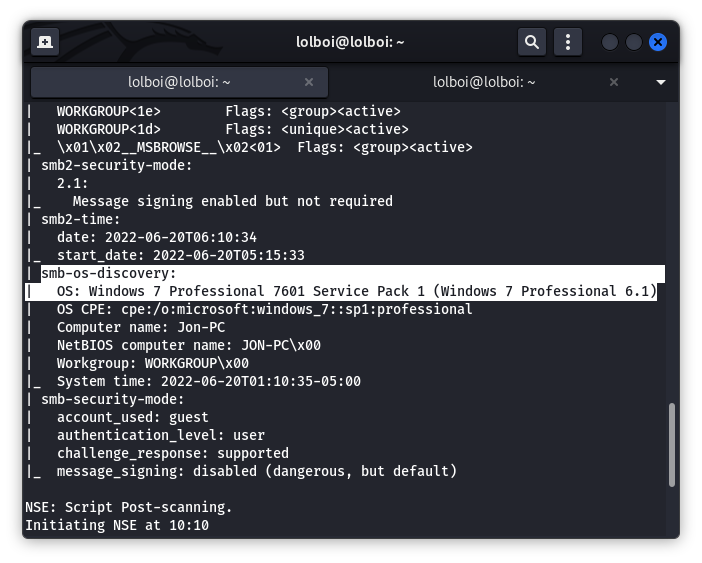 lolboi@lolboi: ~
lolboi@lolboi: ~ lolboi@lolboi: ~
|   WORKGROUP<1e>        Flags: <group><active>
|   WORKGROUP<1d>        Flags: <unique><active>
|_  \x01\x02__MSBROWSE__\x02<01>  Flags: <group><active>
| smb2-security-mode:
|   2.1:
|_    Message signing enabled but not required
| smb2-time:
|   date: 2022-06-20T06:10:34
|_  start_date: 2022-06-20T05:15:33
| smb-os-discovery:
|   OS: Windows 7 Professional 7601 Service Pack 1 (Windows 7 Professional 6.1)
|   OS CPE: cpe:/o:microsoft:windows_7::sp1:professional
|   Computer name: Jon-PC
|   NetBIOS computer name: JON-PC\x00
|   Workgroup: WORKGROUP\x00
|_  System time: 2022-06-20T01:10:35-05:00
| smb-security-mode:
|   account_used: guest
|   authentication_level: user
|   challenge_response: supported
|_  message_signing: disabled (dangerous, but default)
NSE: Script Post-scanning.
Initiating NSE at 10:10